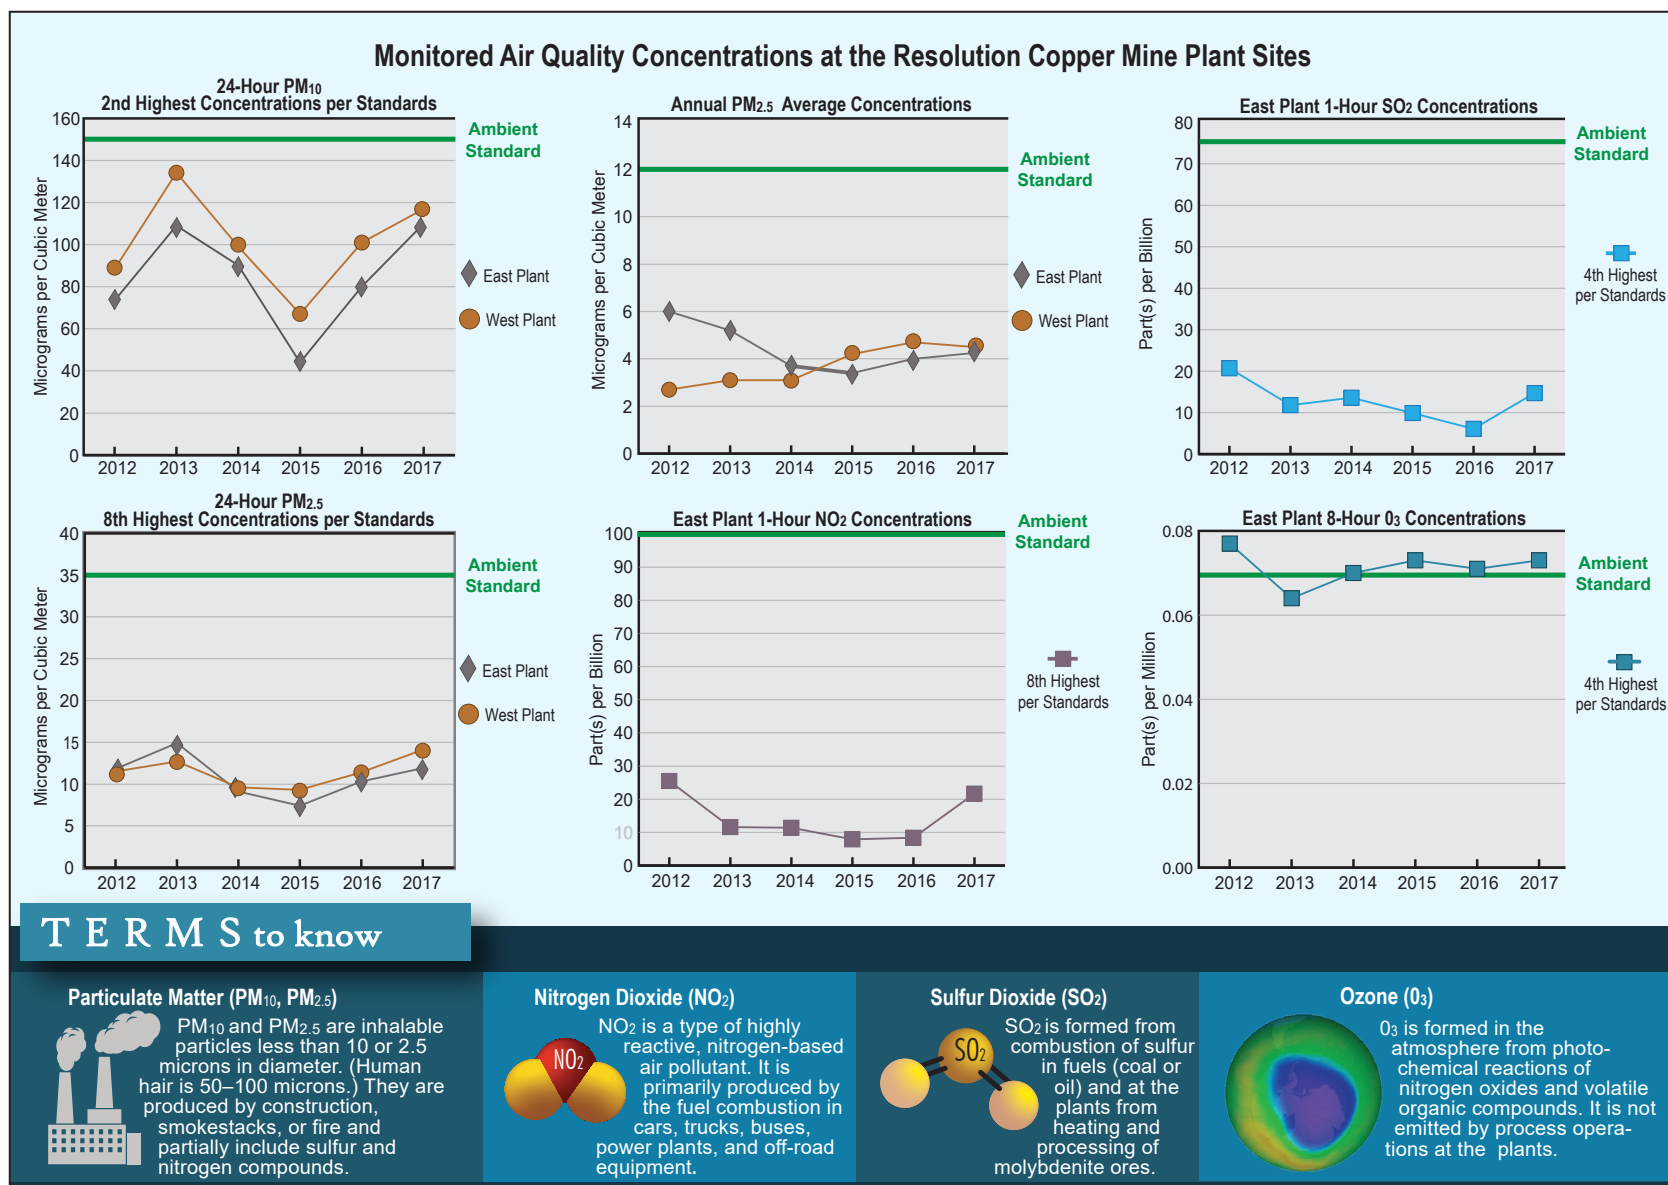 Monitored Air Quality Concentrations at the Resolution Copper Mine Plant Sites
24-Hour PM10
2nd Highest Concentrations per Standards
Micrograms per Cubic Meter
160
140
120
100
80
60
40
20
0
2012 2013 2014 2015 2016 2017
Ambient
Standard
East Plant
West Plant
Annual PM2.5 Average Concentrations
Micrograms per Cubic Meter
14
12
10
8
6
4
2
0
2012 2013 2014 2015 2016 2017
Ambient
Standard
East Plant
West Plant
East Plant 1-Hour SO2 Concentrations
Part(s) per Billion
80
70
60
50
40
30
20
10
0
2012 2013 2014 2015 2016 2017
Ambient
Standard
4th Highest
per Standards
24-Hour PM2.5
8th Highest Concentrations per Standards
Micrograms per Cubic Meter
40
35
30
25
20
15
10
5
0
2012 2013 2014 2015 2016 2017
Ambient
Standard
East Plant
West Plant
East Plant 1-Hour NO2 Concentrations
Part(s) per Billion
100
90
80
70
60
50
40
30
20
10
0
2012 2013 2014 2015 2016 2017
Ambient
Standard
8th Highest
per Standards
East Plant 8-Hour 03 Concentrations
Part(s) per Million
0.08
0.06
0.04
0.02
0.00
2012 2013 2014 2015 2016 2017
Ambient
Standard
4th Highest
per Standards
TERMS to know
Particulate Matter (PM10, PM2.5)
PM10 and PM2.5 are inhalable
particles less than 10 or 2.5
microns in diameter. (Human
hair is 50–100 microns.) They are
produced by construction,
smokestacks, or fire and
partially include sulfur and
nitrogen compounds.
Nitrogen Dioxide (NO2)
NO2
NO2 is a type of highly
reactive, nitrogen-based
air pollutant. It is
primarily produced by
the fuel combustion in
cars, trucks, buses,
power plants, and off-road
equipment.
Sulfur Dioxide (SO2)
SO2
SO2 is formed from
combustion of sulfur
in fuels (coal or
oil) and at the
plants from
heating and
processing of
molybdenite ores.
Ozone (03)
03 is formed in the
atmosphere from photo-
chemical reactions of
nitrogen oxides and volatile
organic compounds. It is not
emitted by process opera-
tions at the plants.